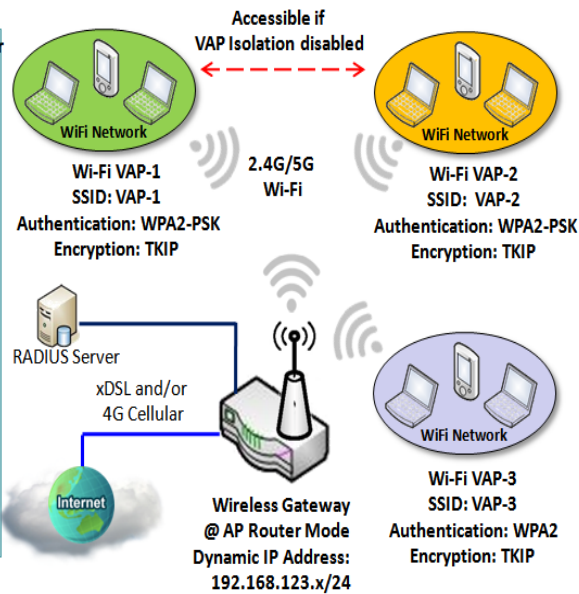 Accessible if
VAP Isolation disabled
r
WiFi Network
WiFi Network
Wi-Fi VAP-1
SSID: VAP-1
Authentication: WPA2-PSK
Encryption: TKIP
2.4G/5G
Wi-Fi
Wi-Fi VAP-2
SSID: VAP-2
Authentication: WPA2-PSK
Encryption: TKIP
RADIUS Server
xDSL and/or
4G Cellular
Internet
Wireless Gateway
@ AP Router Mode
Dynamic IP Address:
192.168.123.x/24
WiFi Network
Wi-Fi VAP-3
SSID: VAP-3
Authentication: WPA2
Encryption: TKIP